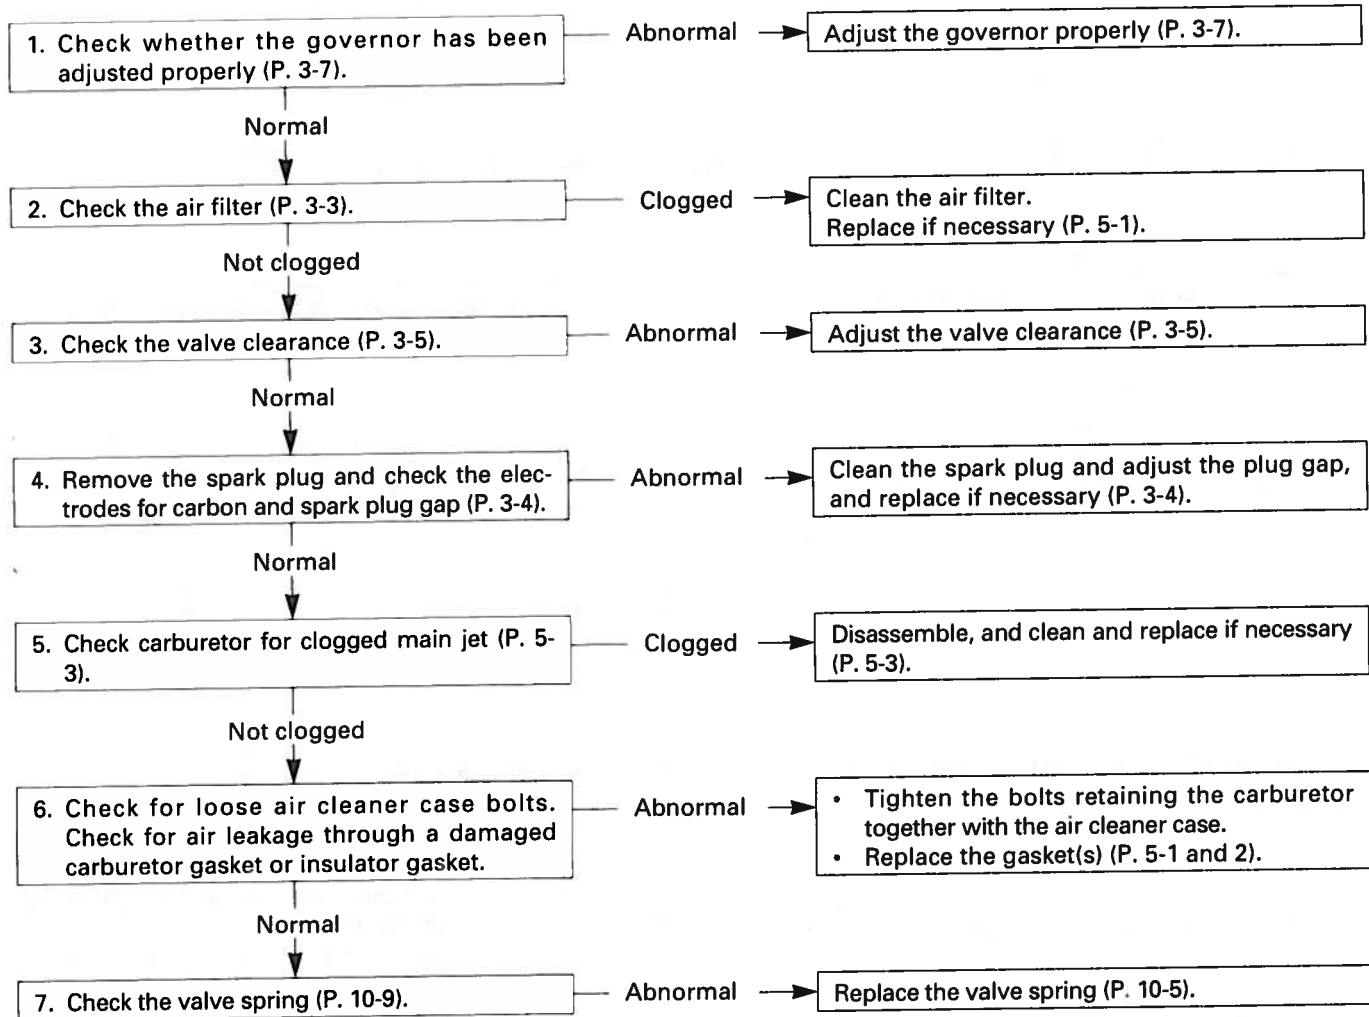 1. Check whether the governor has been
adjusted properly (P. 3-7).
Abnormal
Adjust the governor properly (P. 3-7).
Normal
2. Check the air filter (P. 3-3).
Clogged
Clean the air filter.
Replace if necessary (P. 5-1).
Not clogged
3. Check the valve clearance (P. 3-5).
Abnormal
Adjust the valve clearance (P. 3-5).
Normal
4. Remove the spark plug and check the elec-
trodes for carbon and spark plug gap (P. 3-4).
Abnormal
Clean the spark plug and adjust the plug gap,
and replace if necessary (P. 3-4).
Normal
5. Check carburetor for clogged main jet (P. 5-
3).
Clogged
Disassemble, and clean and replace if necessary
(P. 5-3).
Not clogged
6. Check for loose air cleaner case bolts.
Check for air leakage through a damaged
carburetor gasket or insulator gasket.
Abnormal
• Tighten the bolts retaining the carburetor
together with the air cleaner case.
• Replace the gasket(s) (P. 5-1 and 2).
Normal
7. Check the valve spring (P. 10-9).
Abnormal
Replace the valve spring (P. 10-5).